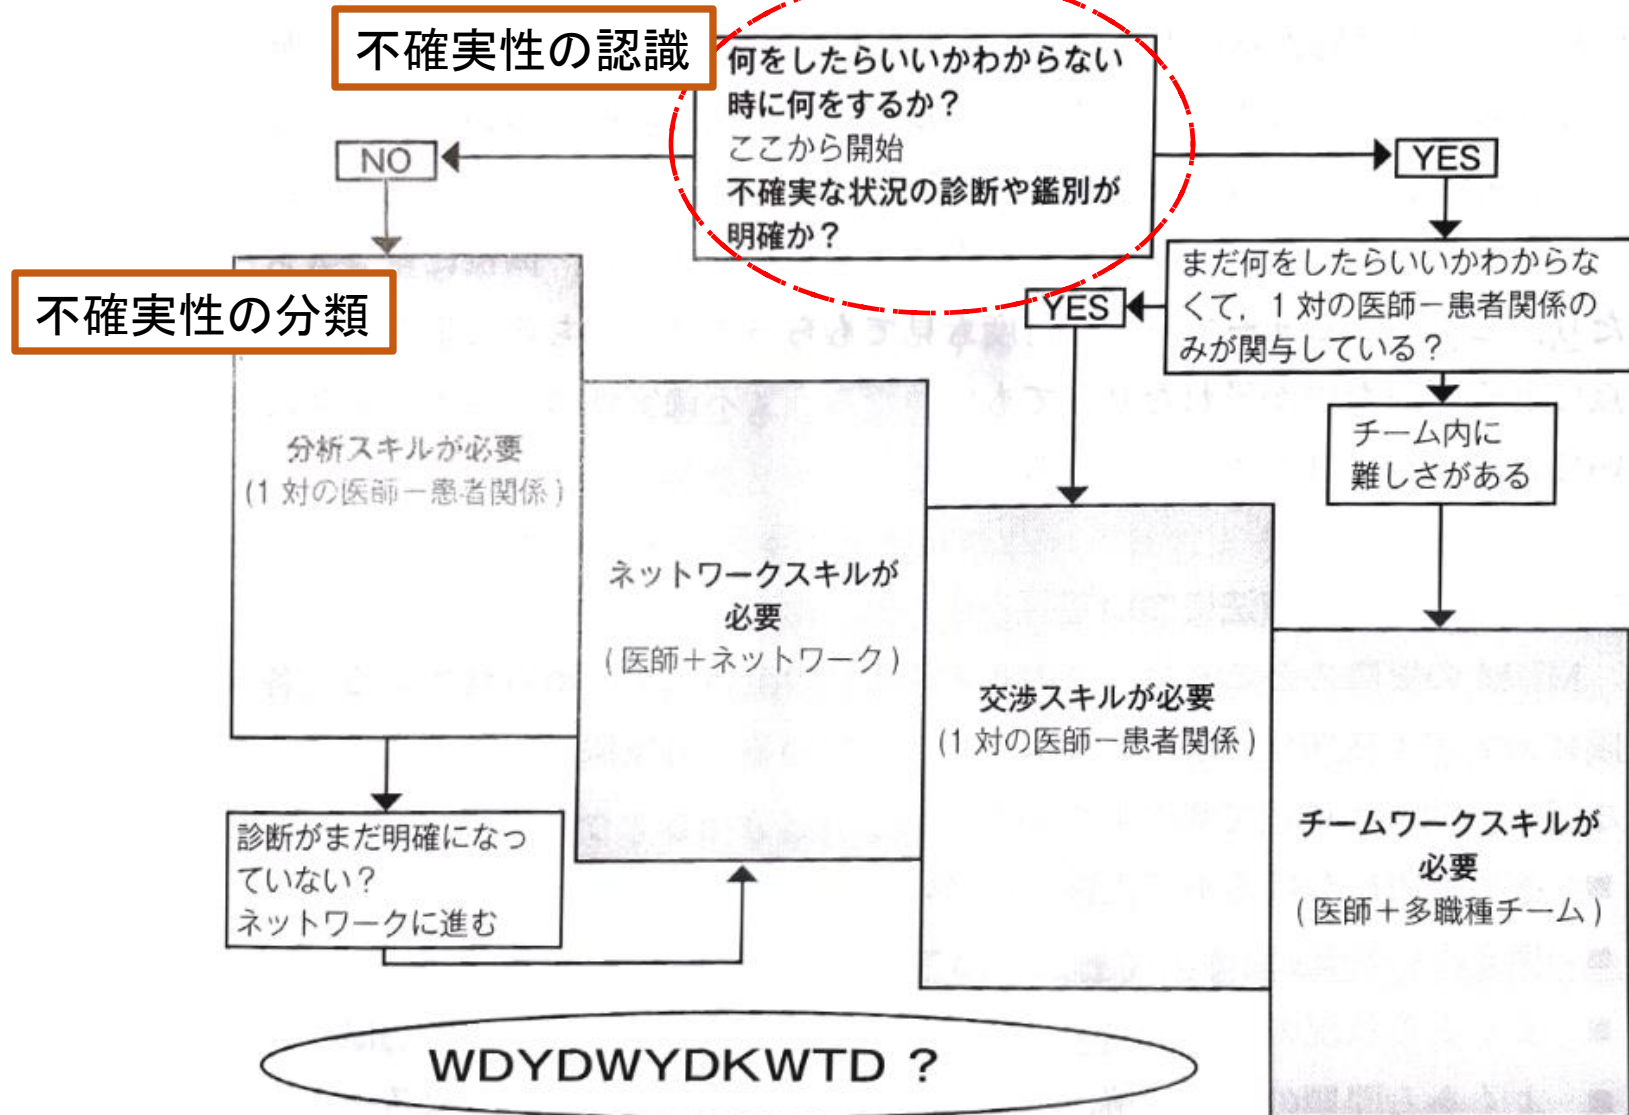 不確実性の認識
何をしたらいいかわからない
時に何をするか？
ここから開始
不確実な状況の診断や鑑別が
明確か？
NO
YES
不確実性の分類
まだ何をしたらいいかわからな
くて，1 対の医師－患者関係の
みが関与している？
YES
チーム内に
難しさがある
分析スキルが必要
(1 対の医師－患者関係)
ネットワークスキルが
必要
(医師＋ネットワーク)
交渉スキルが必要
(1 対の医師－患者関係)
チームワークスキルが
必要
(医師＋多職種チーム)
診断がまだ明確になっ
ていない？
ネットワークに進む
WDYDWYDKWTD ?